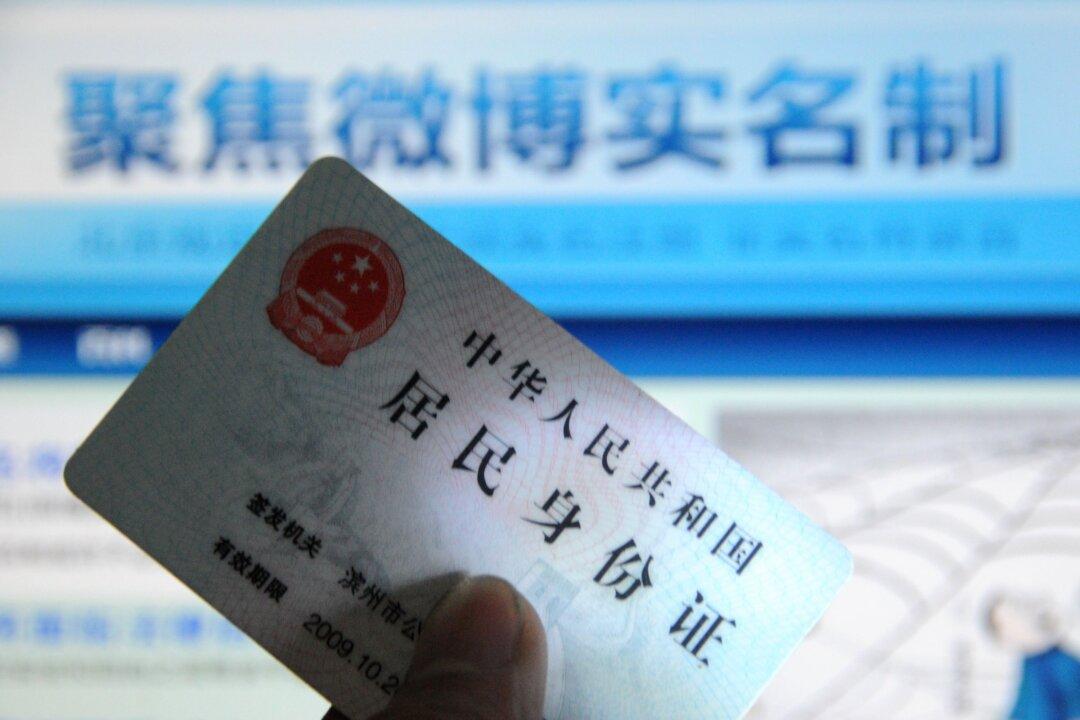 聚焦微博实名制
中华人民共和国
居民身份证
签发机关 滨州市公
有效期限 2009.10.2